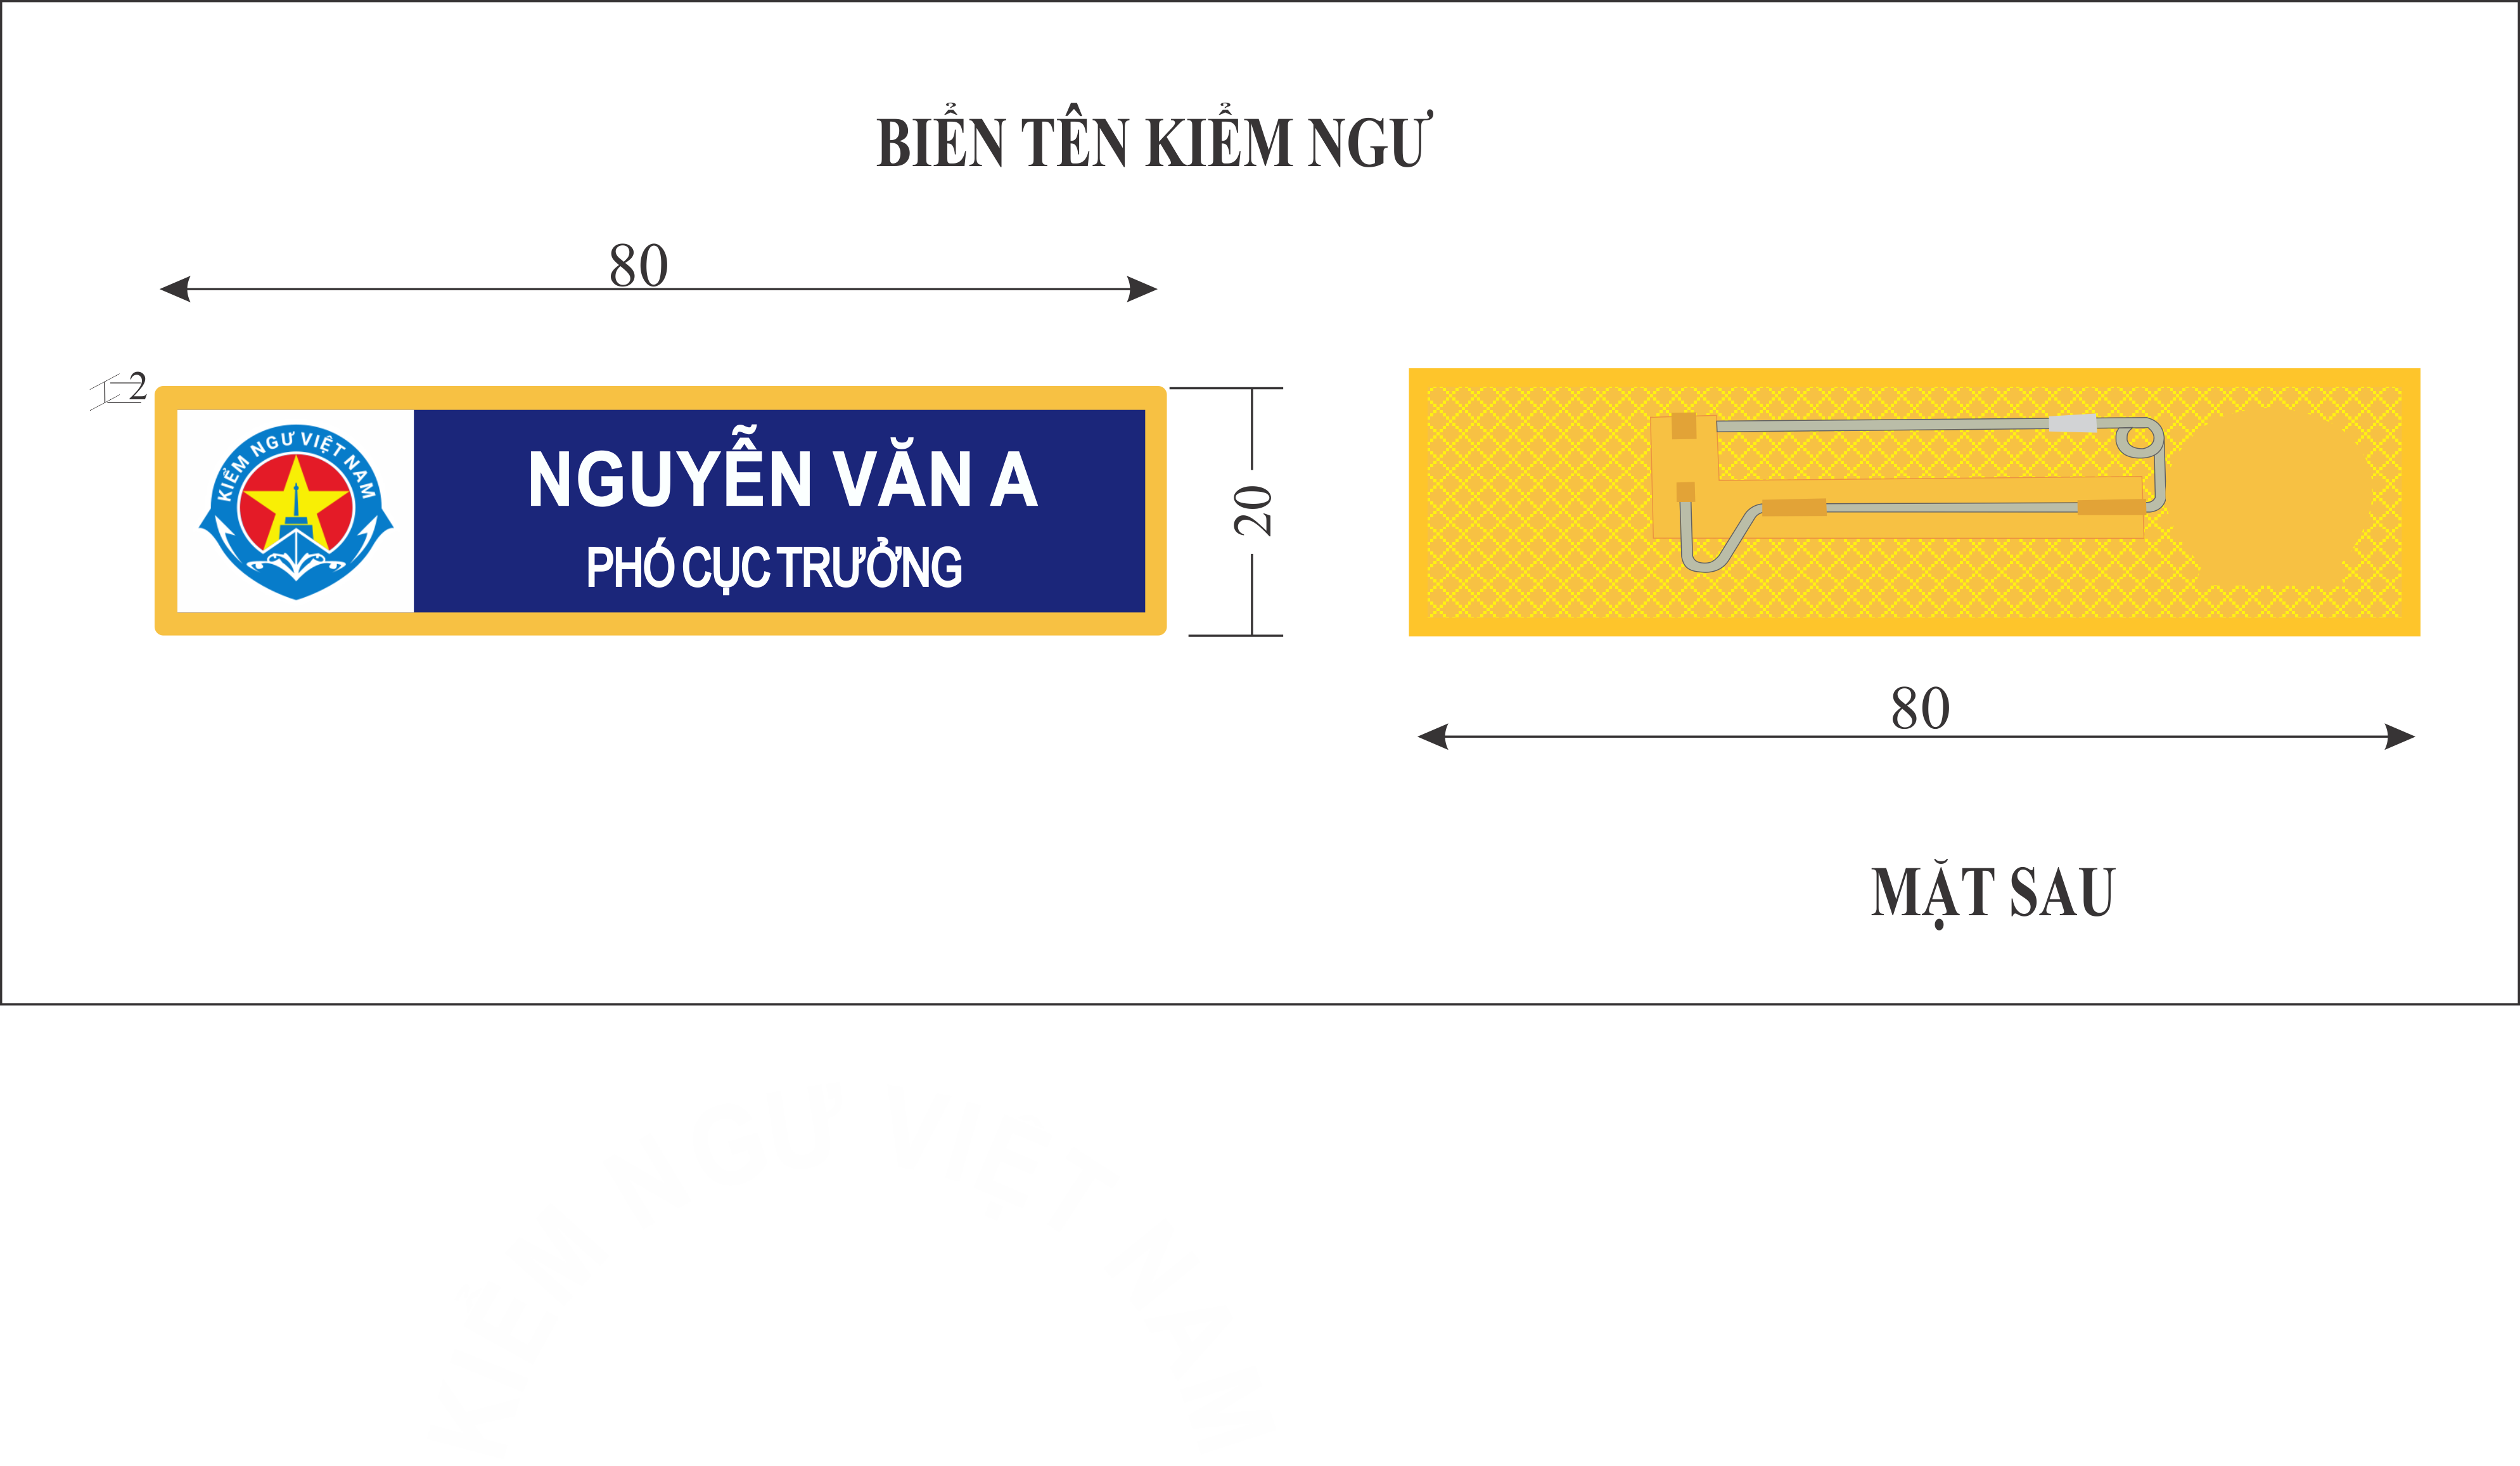 BIỂN TÊN KIỂM NGƯ
80
2
KIỂM NGƯ VIỆT NAM
NGUYỄN VĂN A
PHÓ CỤC TRƯỞNG
20
80
MẶT SAU